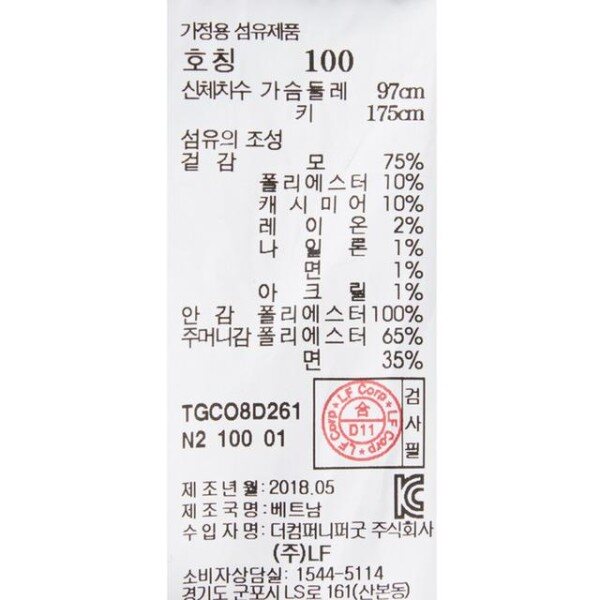 가정용 섬유제품
호칭 100
신체치수 가슴둘레 97cm
키 175cm
섬유의 조성
겉감 모 75%
폴리에스터 10%
캐시미어 10%
레이온 2%
나일론 1%
면 1%
아크릴 1%
안감 폴리에스터 100%
주머니감 폴리에스터 65%
면 35%
TGCO8D261
N2 100 01
LF Corp ★ LF Corp ★ LF Corp ★
合
D11
검사필
제조년월: 2018.05
제조국명: 베트남
수입자명: 더컴퍼니퍼굿 주식회사
(주)LF
소비자상담실: 1544-5114
경기도 군포시 LS로 161(산본동)